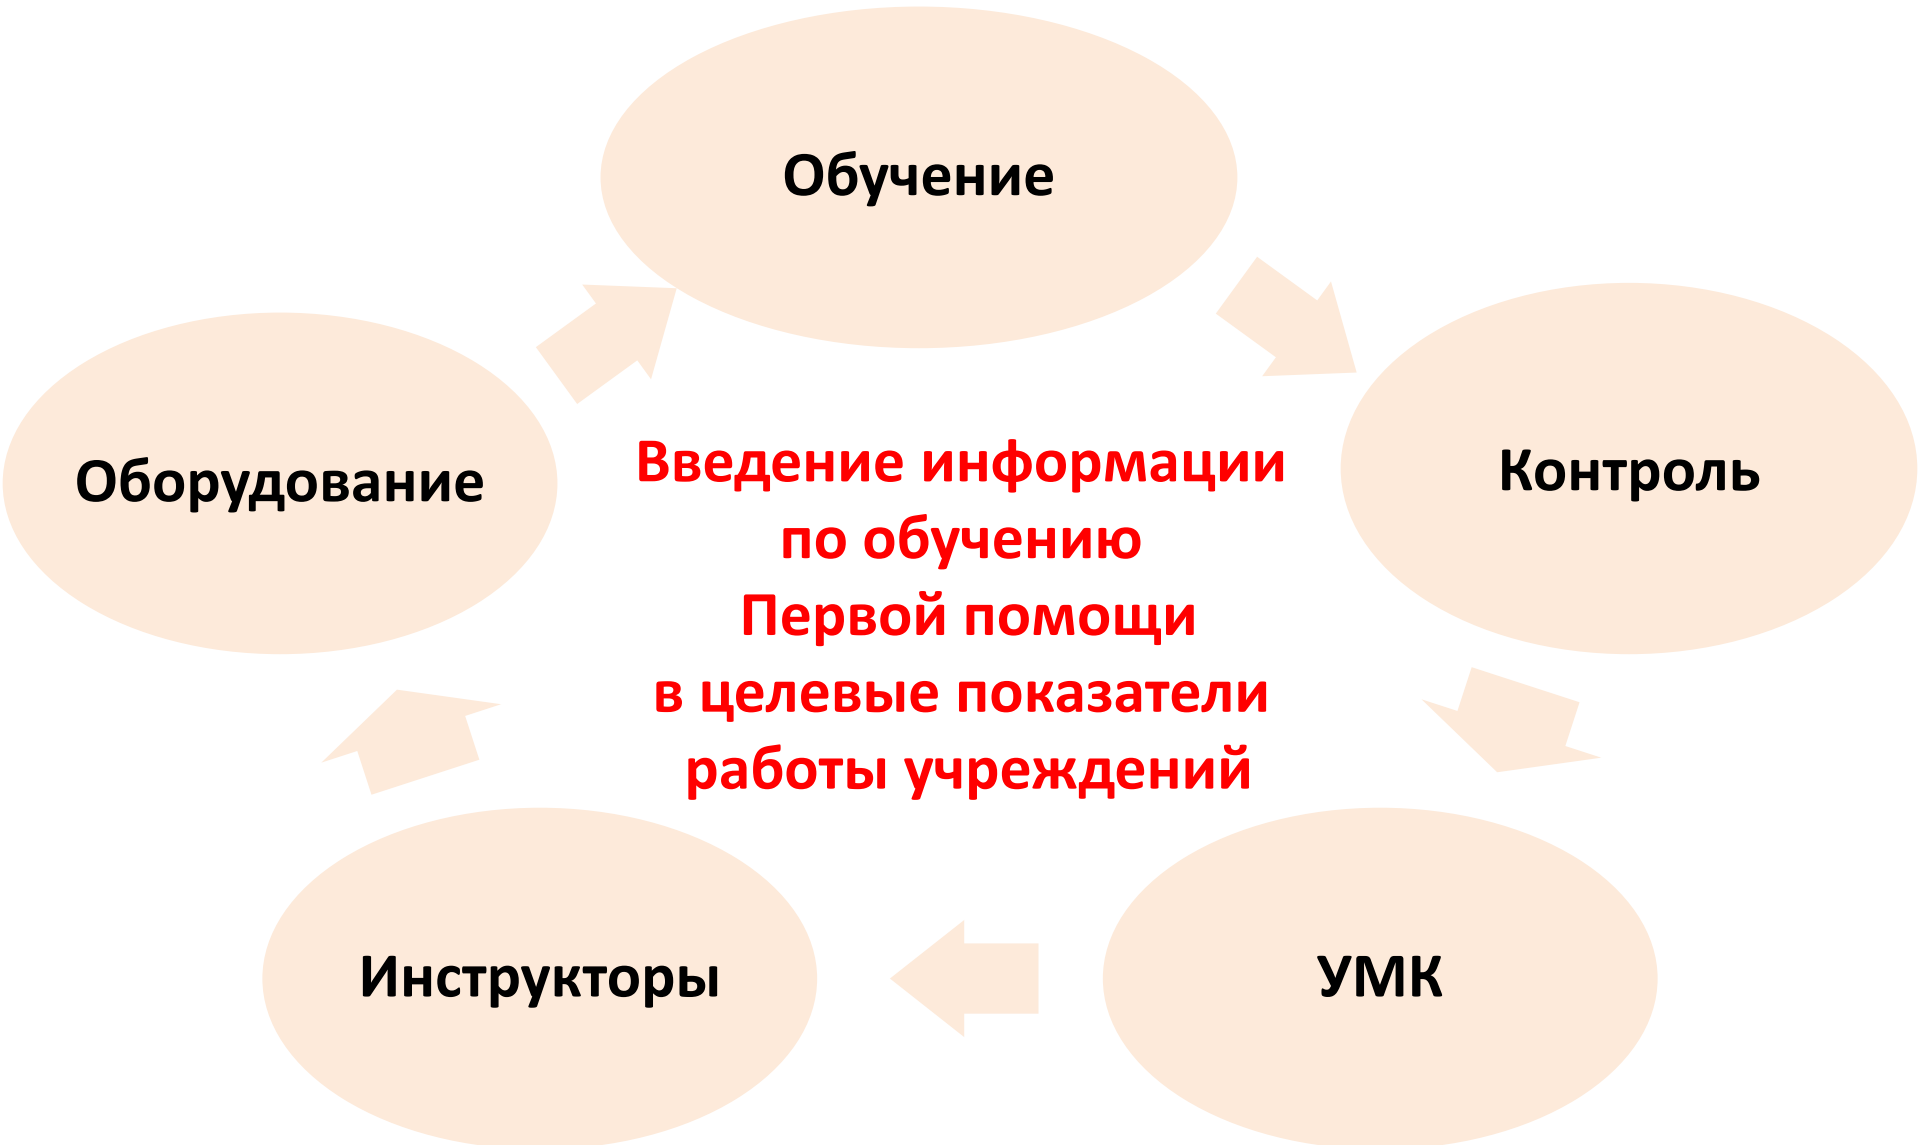 Обучение
Оборудование
Контроль
Введение информации
по обучению
Первой помощи
в целевые показатели
работы учреждений
Инструкторы
УМК